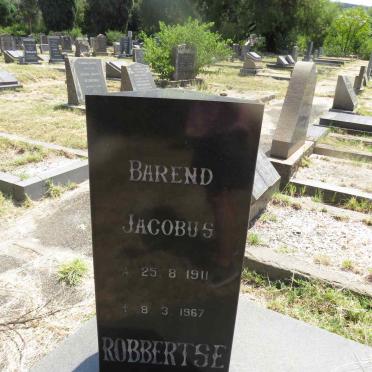 BAREND
JACOBUS
25.8.1911
8.3.1967
ROBBERTSE